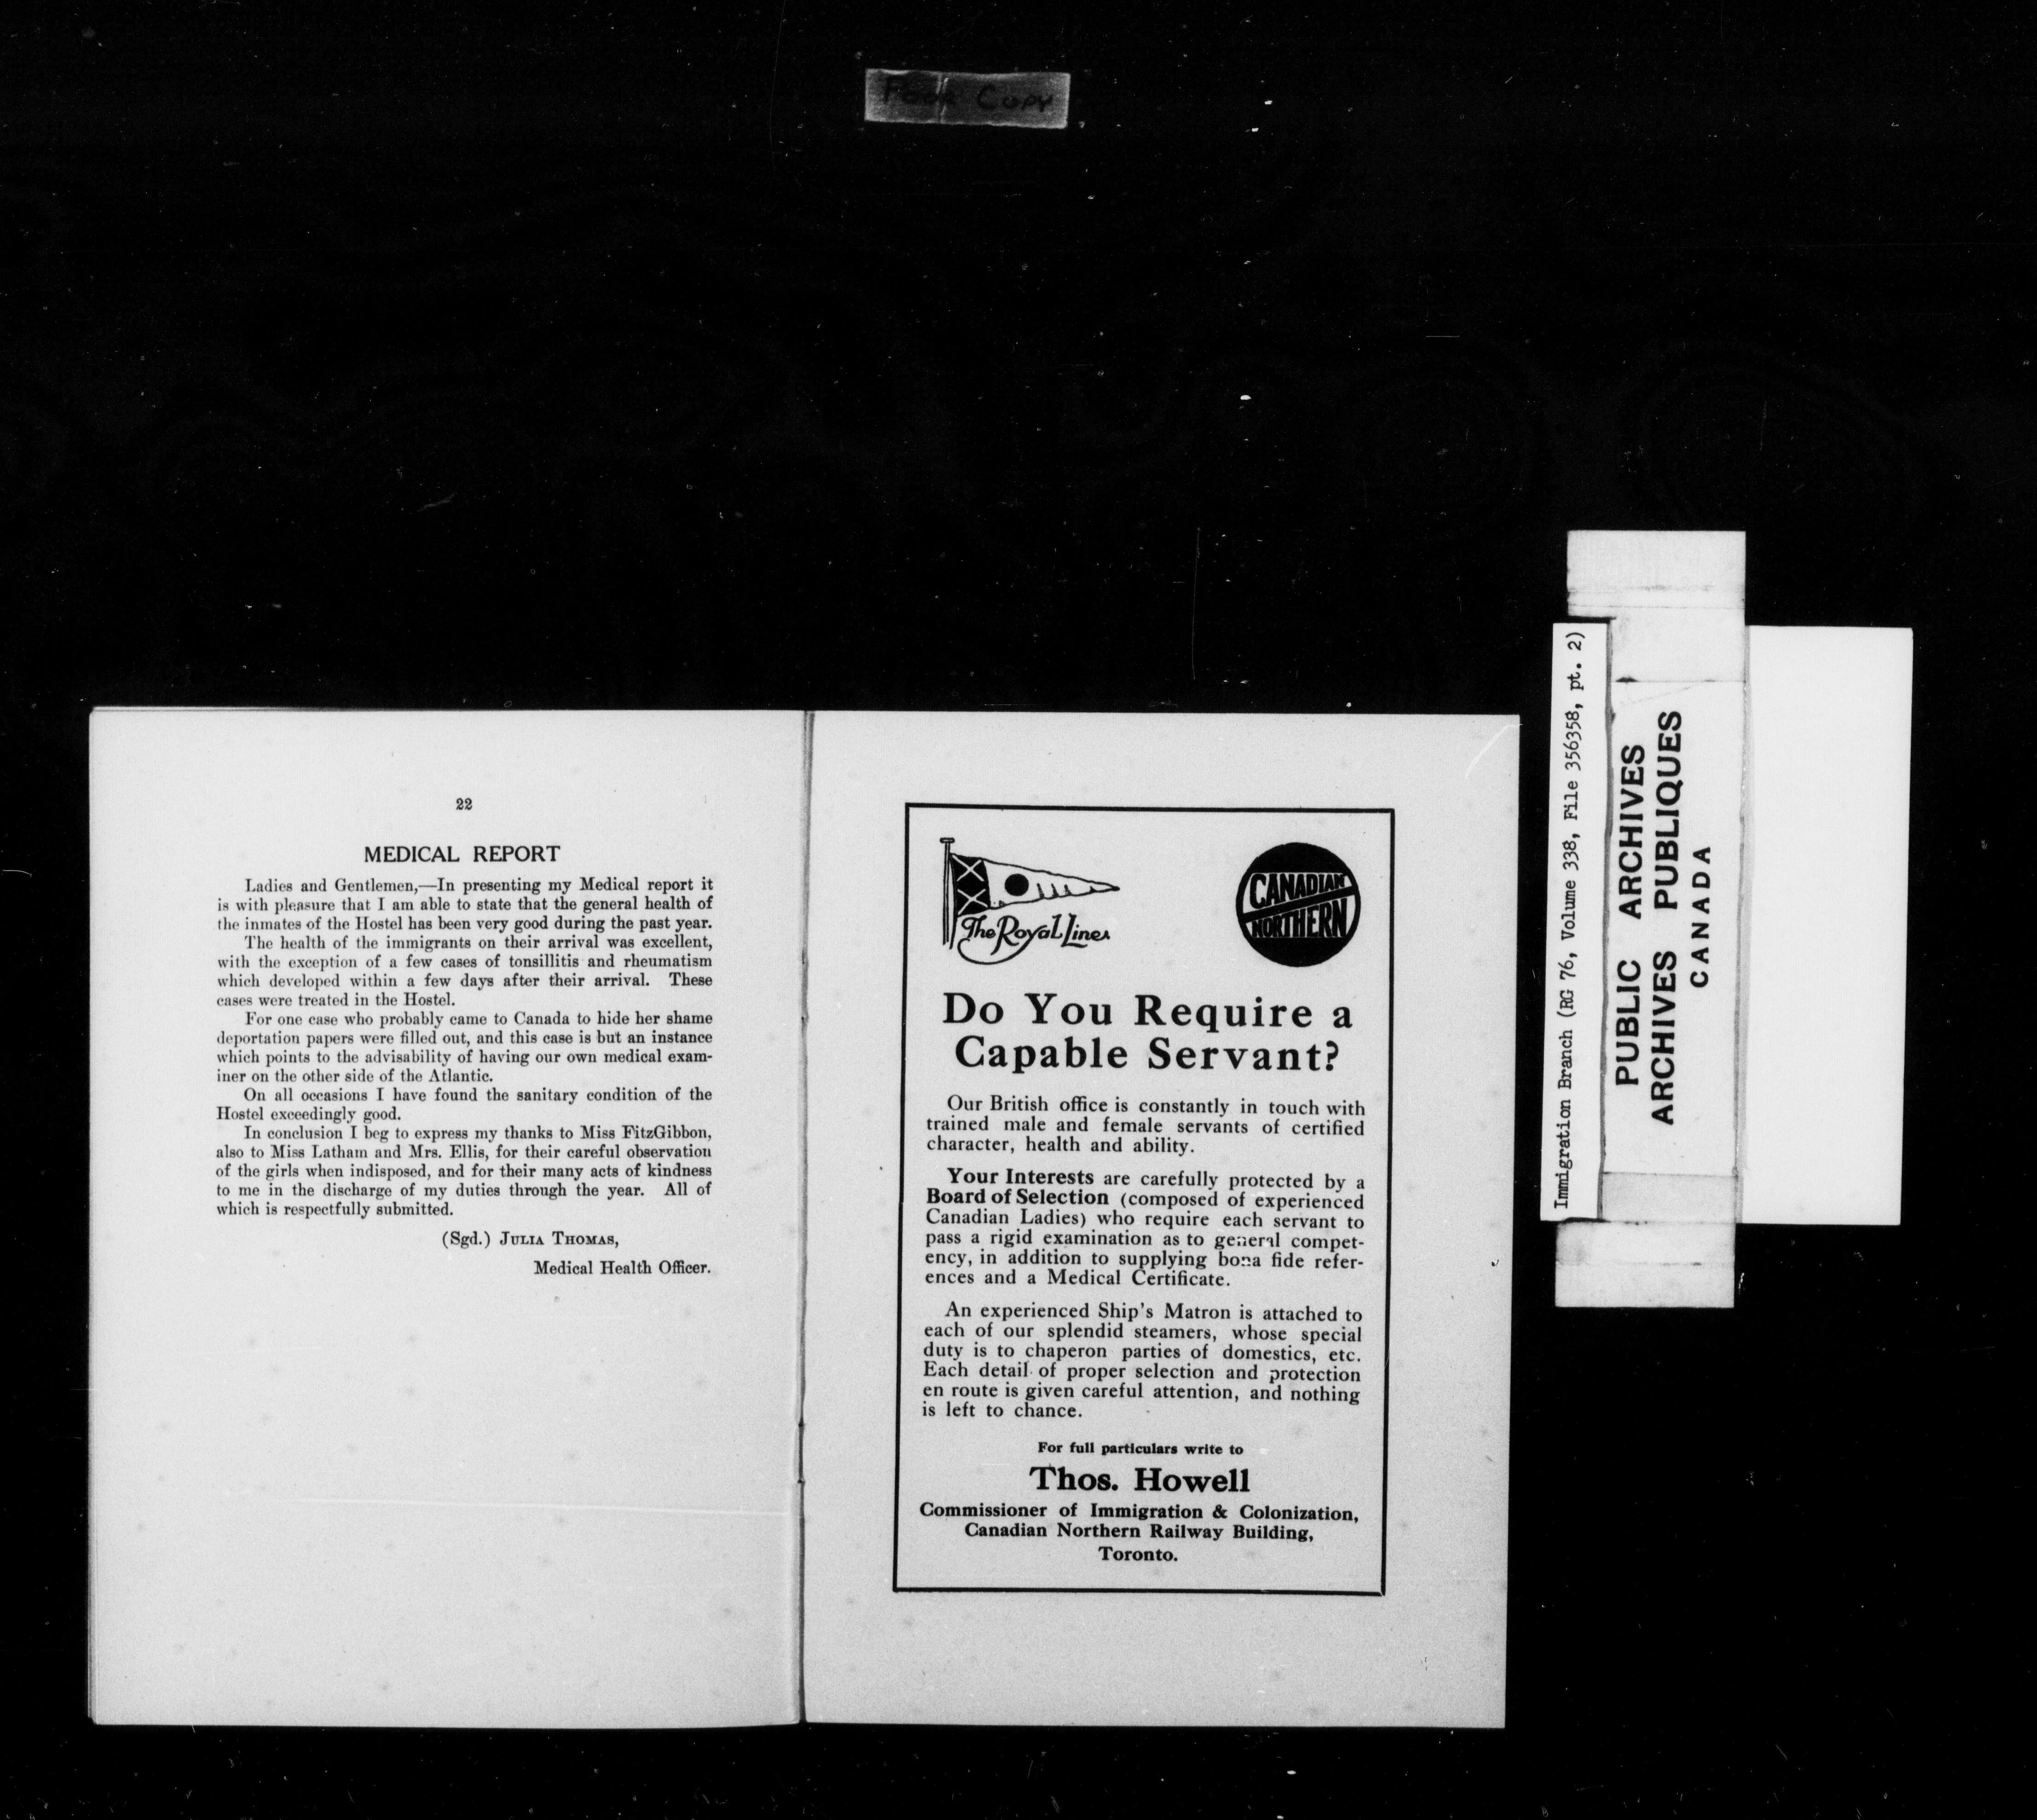 Poor Copy
22
MEDICAL REPORT
Ladies and Gentlemen,—In presenting my Medical report it
is with pleasure that I am able to state that the general health of
the inmates of the Hostel has been very good during the past year.
The health of the immigrants on their arrival was excellent,
with the exception of a few cases of tonsillitis and rheumatism
which developed within a few days after their arrival. These
cases were treated in the Hostel.
For one case who probably came to Canada to hide her shame
deportation papers were filled out, and this case is but an instance
which points to the advisability of having our own medical exam-
iner on the other side of the Atlantic.
On all occasions I have found the sanitary condition of the
Hostel exceedingly good.
In conclusion I beg to express my thanks to Miss FitzGibbon,
also to Miss Latham and Mrs. Ellis, for their careful observation
of the girls when indisposed, and for their many acts of kindness
to me in the discharge of my duties through the year. All of
which is respectfully submitted.
(Sgd.) JULIA THOMAS,
Medical Health Officer.
The Royal Line
CANADIAN
NORTHERN
Do You Require a
Capable Servant?
Our British office is constantly in touch with
trained male and female servants of certified
character, health and ability.
Your Interests are carefully protected by a
Board of Selection (composed of experienced
Canadian Ladies) who require each servant to
pass a rigid examination as to general compet-
ency, in addition to supplying bona fide refer-
ences and a Medical Certificate.
An experienced Ship's Matron is attached to
each of our splendid steamers, whose special
duty is to chaperon parties of domestics, etc.
Each detail of proper selection and protection
en route is given careful attention, and nothing
is left to chance.
For full particulars write to
Thos. Howell
Commissioner of Immigration & Colonization,
Canadian Northern Railway Building,
Toronto.
Immigration Branch (RG 76, Volume 338, File 356358, pt. 2)
PUBLIC ARCHIVES
ARCHIVES PUBLIQUES
CANADA